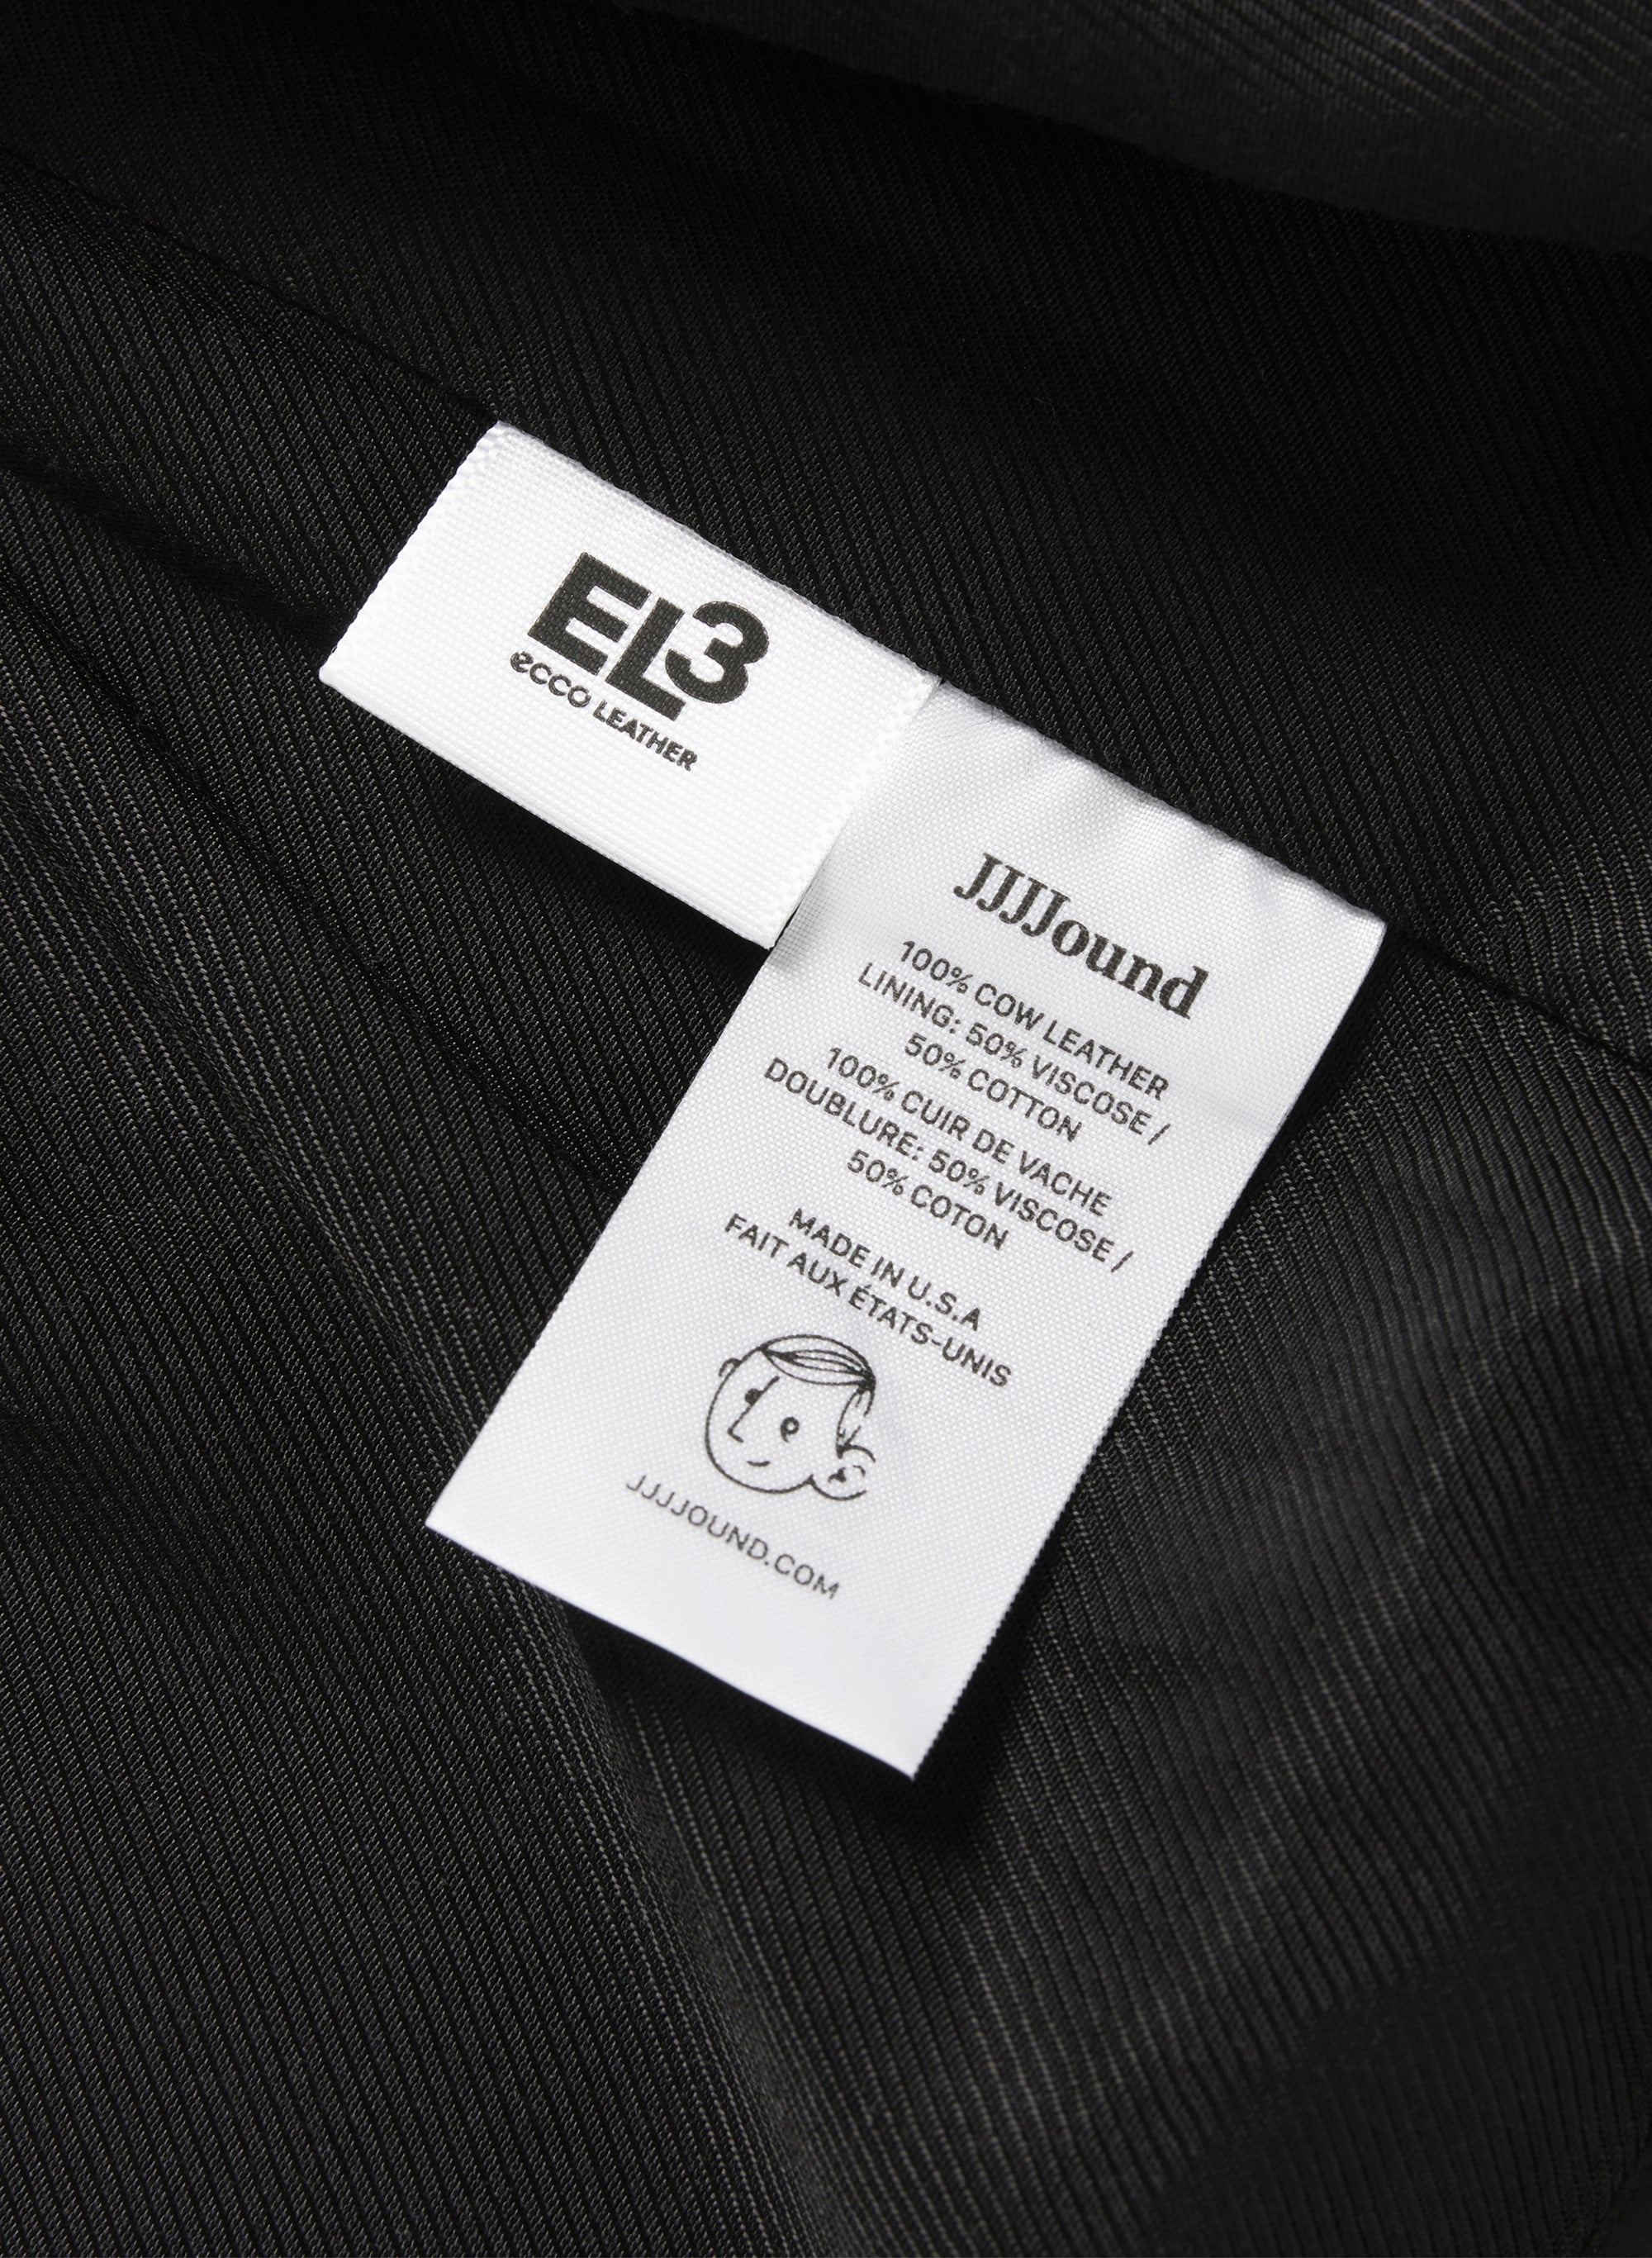 EL3
ecco LEATHER
JJJJound
100% COW LEATHER
LINING: 50% VISCOSE /
50% COTTON
100% CUIR DE VACHE
DOUBLURE: 50% VISCOSE /
50% COTON
MADE IN U.S.A
FAIT AUX ÉTATS-UNIS
JJJJOUND.COM